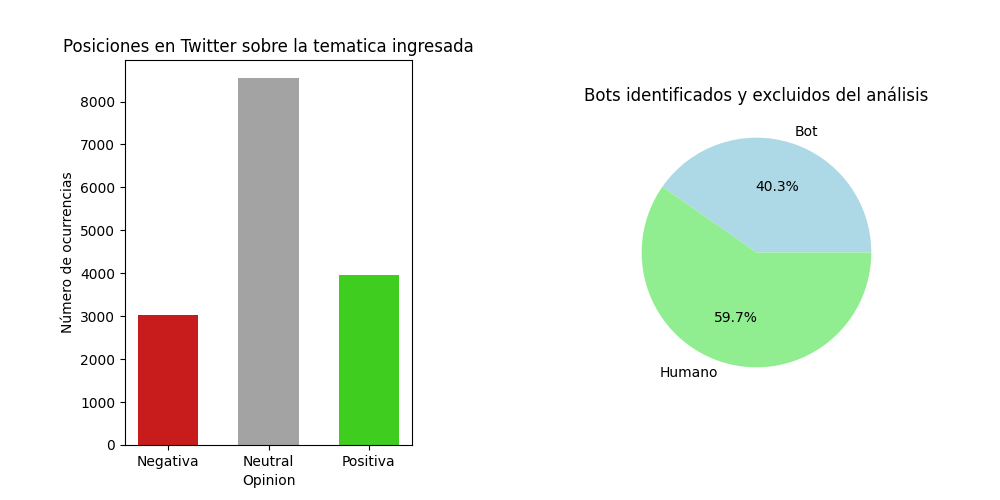 Posiciones en Twitter sobre la tematica ingresada
Número de ocurrencias
8000
7000
6000
5000
4000
3000
2000
1000
0
Negativa
Neutral
Positiva
Opinion
Bots identificados y excluidos del análisis
Bot
40.3%
59.7%
Humano